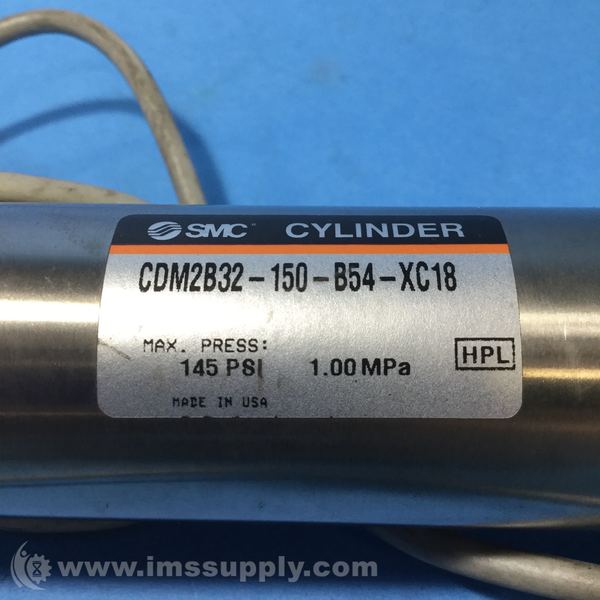 SMC CYLINDER
CDM2B32-150-B54-XC18
MAX. PRESS:
145 PSI 1.00 MPa
HPL
MADE IN USA
www.imssupply.com